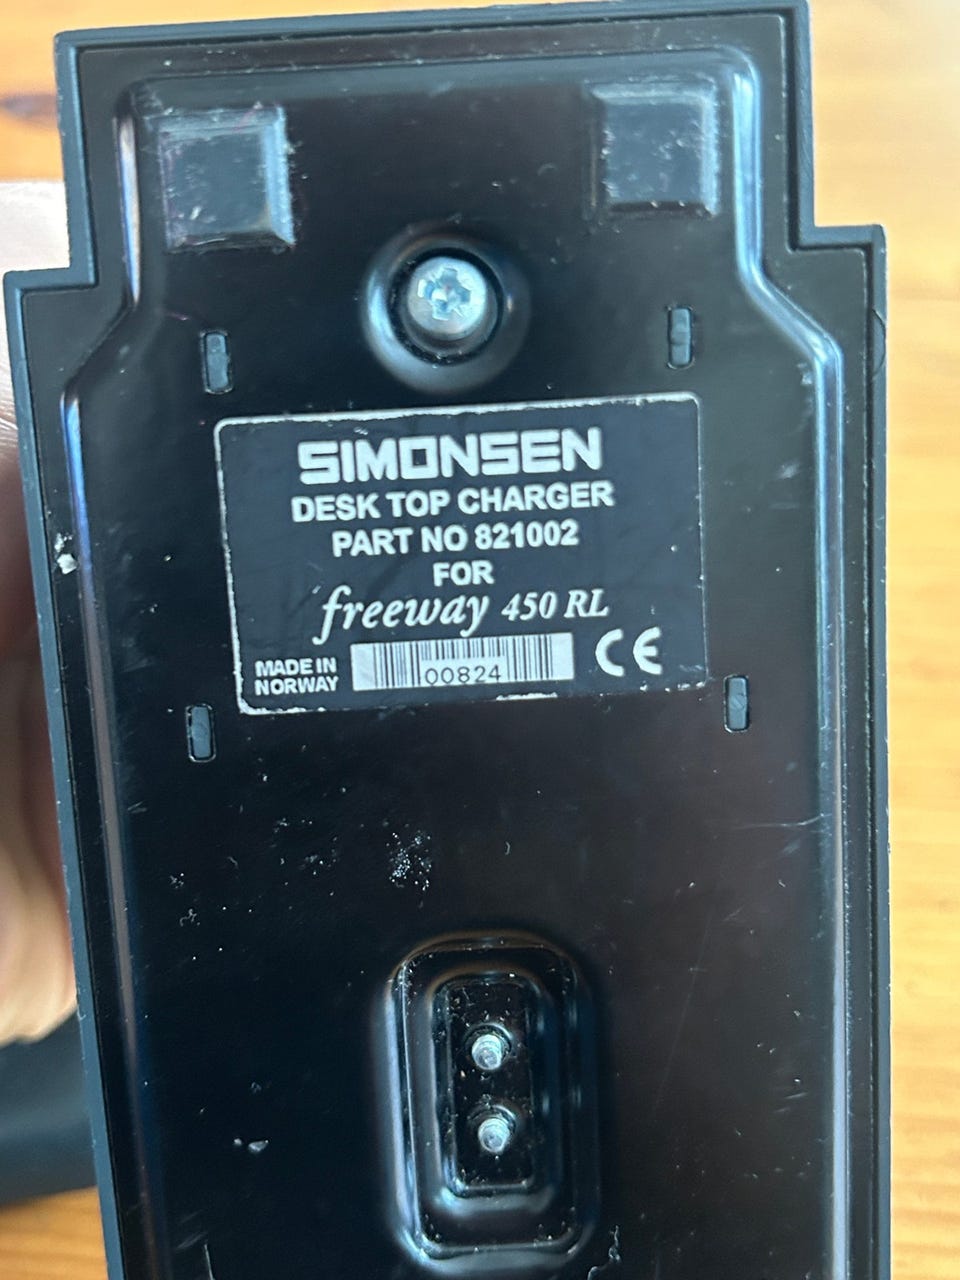 SIMONSEN
DESK TOP CHARGER
PART NO 821002
FOR
freeway 450 RL
MADE IN
NORWAY
00824
CE